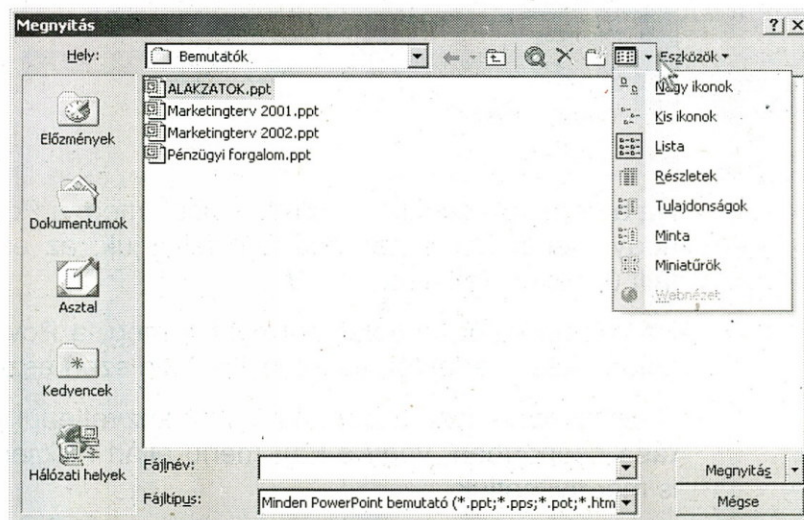 Megnyitás
Hely: Bemutatók Eszközök
ALAKZATOK.ppt
Marketingterv 2001.ppt
Marketingterv 2002.ppt
Pénzügyi forgalom.ppt
Nagy ikonok
Kis ikonok
Lista
Részletek
Tulajdonságok
Minta
Miniatűrök
Webnézet
Előzmények
Dokumentumok
Asztal
Kedvencek
Hálózati helyek
Fájlnév: Megnyitás
Fájltípus: Minden PowerPoint bemutató (*.ppt;*.pps;*.pot;*.htm Mégse